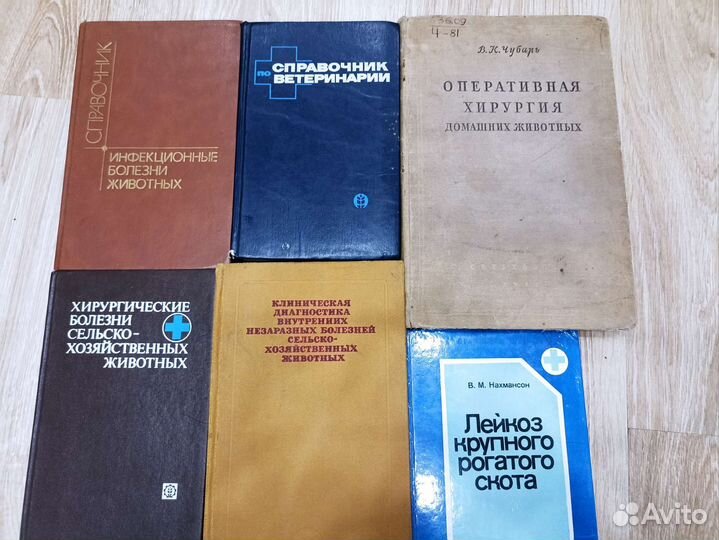 СПРАВОЧНИК
ИНФЕКЦИОННЫЕ
БОЛЕЗНИ
ЖИВОТНЫХ
СПРАВОЧНИК
ПО ВЕТЕРИНАРИИ
Ч-81
В. К. Чубарь
ОПЕРАТИВНАЯ
ХИРУРГИЯ
ДОМАШНИХ ЖИВОТНЫХ
ХИРУРГИЧЕСКИЕ
БОЛЕЗНИ
СЕЛЬСКО-
ХОЗЯЙСТВЕННЫХ
ЖИВОТНЫХ
КЛИНИЧЕСКАЯ
ДИАГНОСТИКА
ВНУТРЕННИХ
НЕЗАРАЗНЫХ БОЛЕЗНЕЙ
СЕЛЬСКО-
ХОЗЯЙСТВЕННЫХ
ЖИВОТНЫХ
В. М. Нахмансон
Лейкоз
крупного
рогатого
скота
Avito